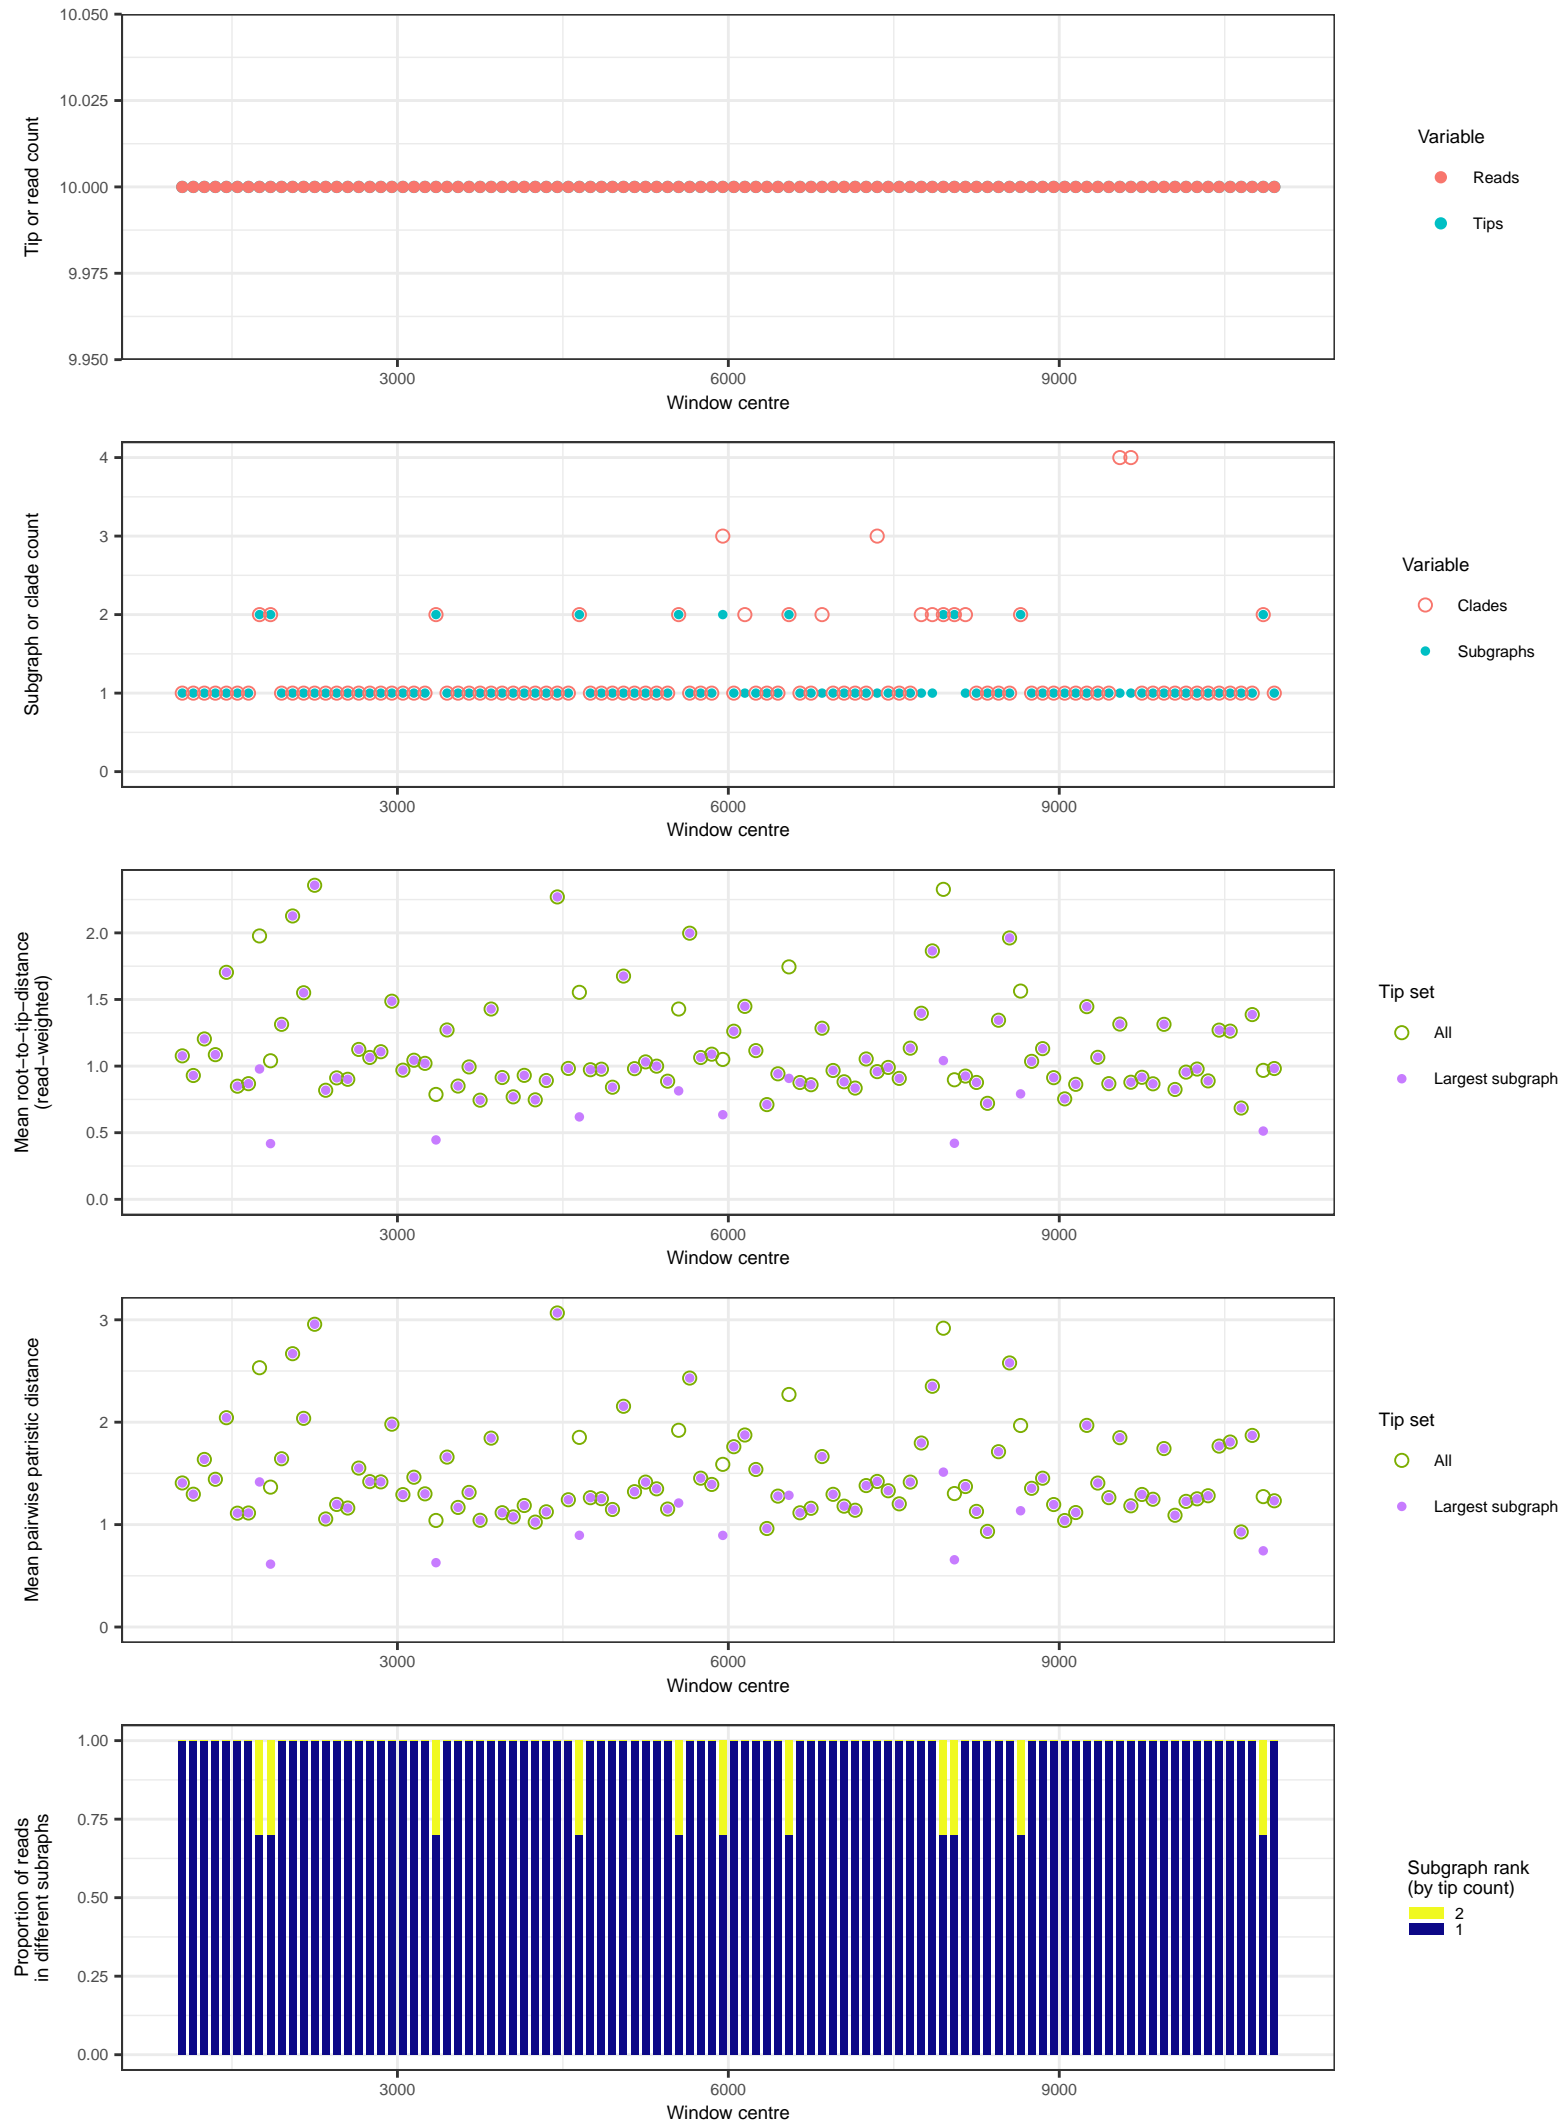 10.050
10.025
10.000
9.975
9.950
Tip or read count
3000
6000
9000
Window centre
Variable
Reads
Tips
4
3
2
1
0
Subgraph or clade count
3000
6000
9000
Window centre
Variable
Clades
Subgraphs
2.0
1.5
1.0
0.5
0.0
Mean root−to−tip−distance
(read−weighted)
3000
6000
9000
Window centre
Tip set
All
Largest subgraph
3
2
1
0
Mean pairwise patristic distance
3000
6000
9000
Window centre
Tip set
All
Largest subgraph
1.00
0.75
0.50
0.25
0.00
Proportion of reads
in different subraphs
3000
6000
9000
Window centre
Subgraph rank
(by tip count)
2
1